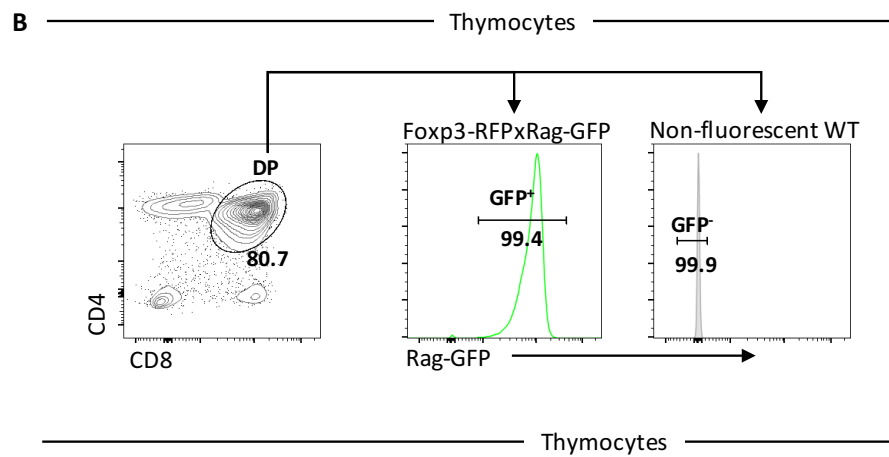 B
Thymocytes
Foxp3-RFPxRag-GFP
Non-fluorescent WT
DP
80.7
CD4
CD8
GFP⁺
99.4
GFP⁻
99.9
Rag-GFP
Thymocytes